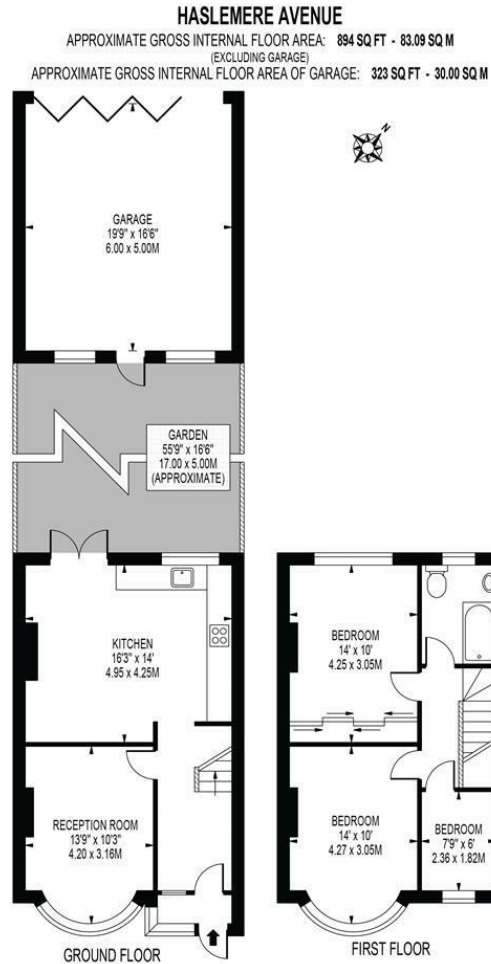 HASLEMERE AVENUE
APPROXIMATE GROSS INTERNAL FLOOR AREA: 894 SQ FT - 83.09 SQ M
(EXCLUDING GARAGE)
APPROXIMATE GROSS INTERNAL FLOOR AREA OF GARAGE: 323 SQ FT - 30.00 SQ M
N
GARAGE
19'9" x 16'6"
6.00 x 5.00M
GARDEN
55'9" x 16'6"
17.00 x 5.00M
(APPROXIMATE)
KITCHEN
16'3" x 14'
4.95 x 4.25M
RECEPTION ROOM
13'9" x 10'3"
4.20 x 3.16M
GROUND FLOOR
BEDROOM
14' x 10'
4.25 x 3.05M
BEDROOM
14' x 10'
4.27 x 3.05M
BEDROOM
7'9" x 6'
2.36 x 1.82M
FIRST FLOOR